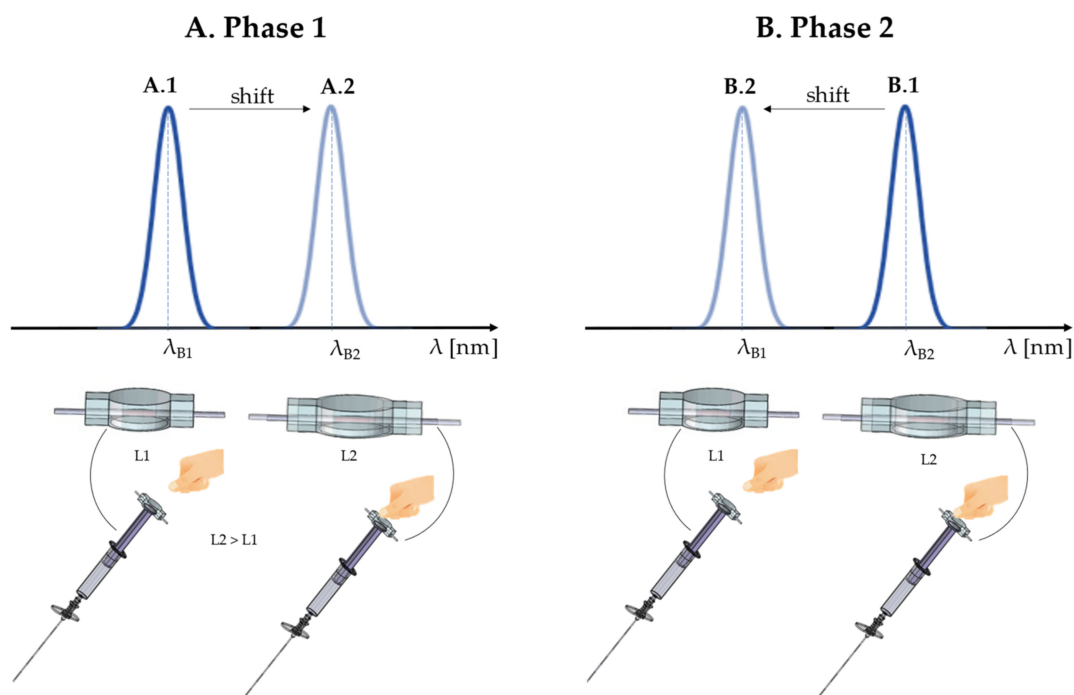 A. Phase 1
A.1
shift
A.2
λB1
λB2
λ [nm]
L1
L2
L2 > L1
B. Phase 2
B.2
shift
B.1
λB1
λB2
λ [nm]
L1
L2